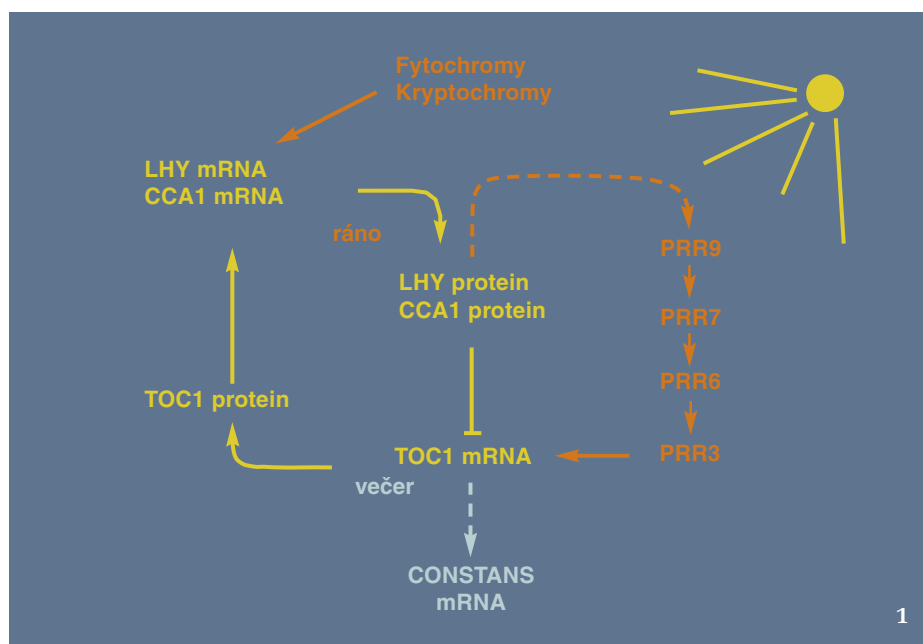 Fytochromy
Kryptochromy
LHY mRNA
CCA1 mRNA
ráno
PRR9
LHY protein
CCA1 protein
PRR7
PRR6
TOC1 protein
TOC1 mRNA
PRR3
večer
CONSTANS
mRNA
1